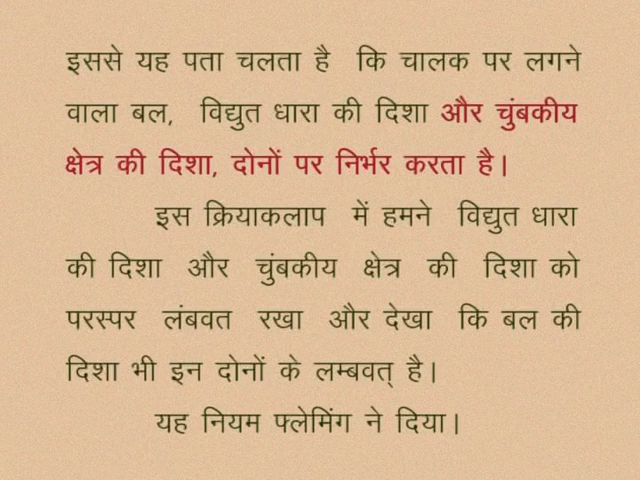 इससे यह पता चलता है कि चालक पर लगने
वाला बल, विद्युत धारा की दिशा और चुंबकीय
क्षेत्र की दिशा, दोनों पर निर्भर करता है।
इस क्रियाकलाप में हमने विद्युत धारा
की दिशा और चुंबकीय क्षेत्र की दिशा को
परस्पर लंबवत रखा और देखा कि बल की
दिशा भी इन दोनों के लम्बवत् है।
यह नियम फ्लेमिंग ने दिया।